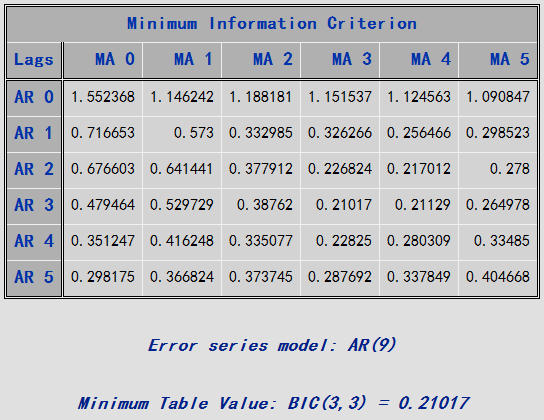 Minimum Information Criterion
Lags MA 0 MA 1 MA 2 MA 3 MA 4 MA 5
AR 0 1.552368 1.146242 1.188181 1.151537 1.124563 1.090847
AR 1 0.716653 0.573 0.332985 0.326266 0.256466 0.298523
AR 2 0.676603 0.641441 0.377912 0.226824 0.217012 0.278
AR 3 0.479464 0.529729 0.38762 0.21017 0.21129 0.264978
AR 4 0.351247 0.416248 0.335077 0.22825 0.280309 0.33485
AR 5 0.298175 0.366824 0.373745 0.287692 0.337849 0.404668
Error series model: AR(9)
Minimum Table Value: BIC(3,3) = 0.21017